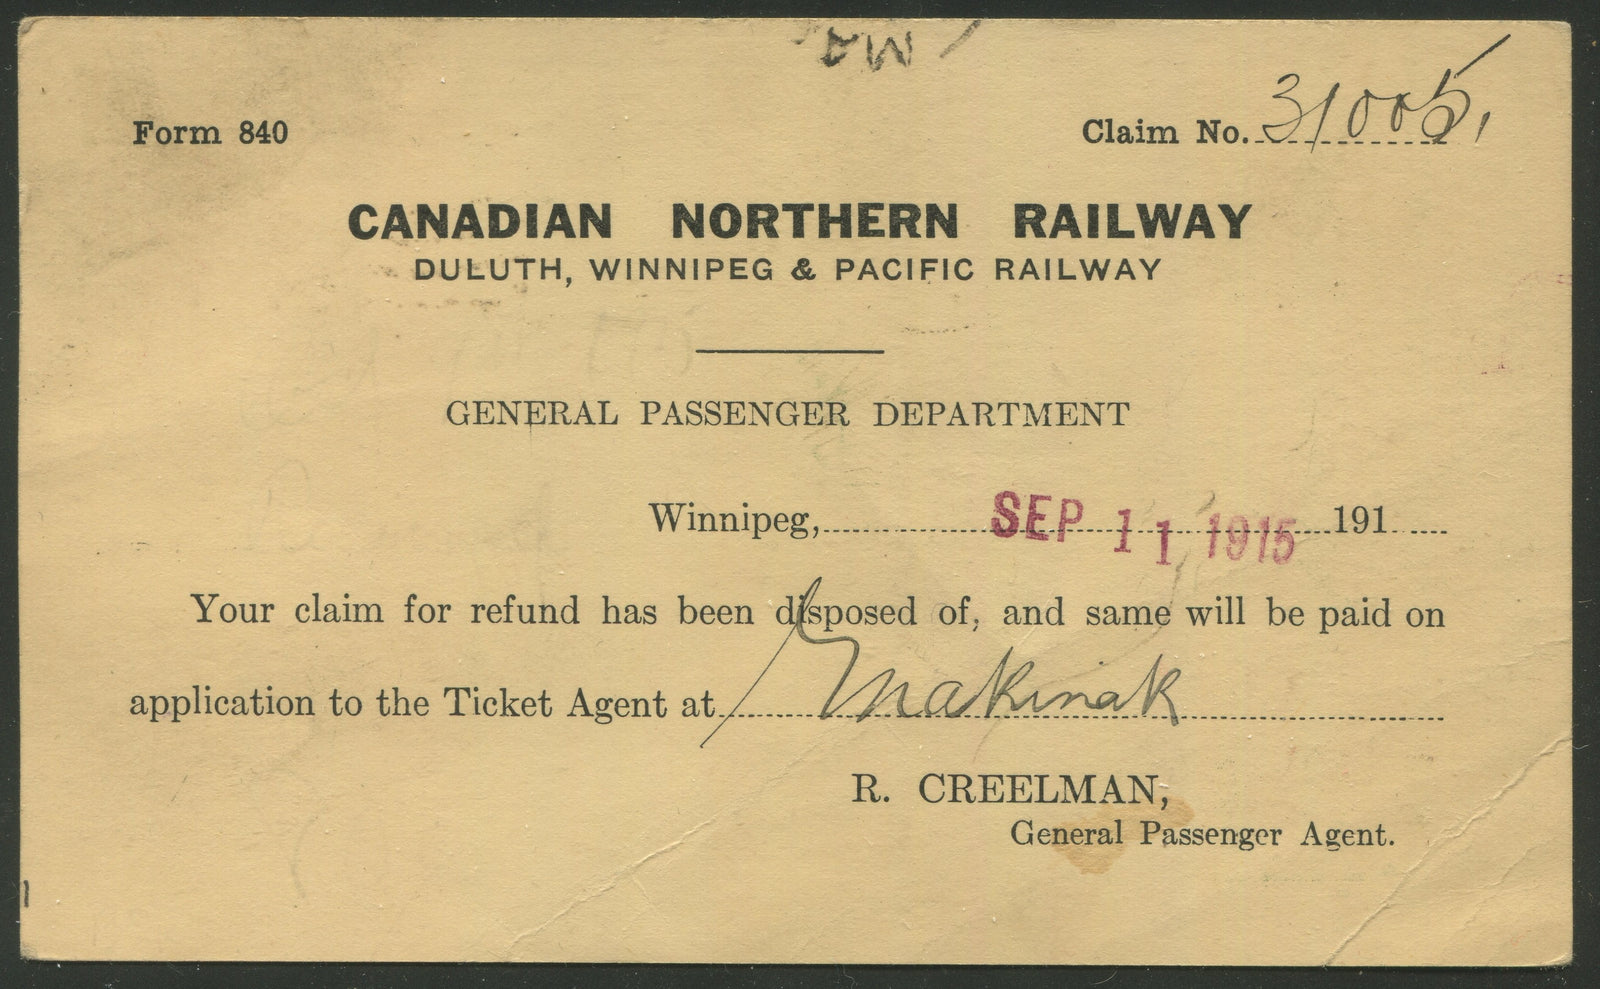 Form 840
Claim No. 31005
CANADIAN NORTHERN RAILWAY
DULUTH, WINNIPEG & PACIFIC RAILWAY
GENERAL PASSENGER DEPARTMENT
Winnipeg, SEP 11 1915 191
Your claim for refund has been disposed of, and same will be paid on
application to the Ticket Agent at Makinak
R. CREELMAN,
General Passenger Agent.